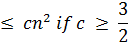 ≤ cn² if c ≥ 3/2